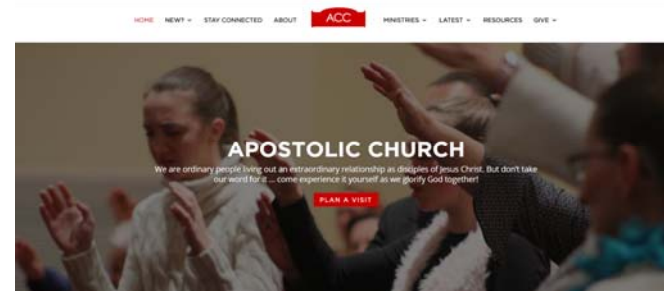 HOME NEW? STAY CONNECTED ABOUT ACC MINISTRIES LATEST RESOURCES GIVE
APOSTOLIC CHURCH
We are ordinary people living out an extraordinary relationship as disciples of Jesus Christ. But don't take
our word for it ... come experience it yourself as we glorify God together!
PLAN A VISIT